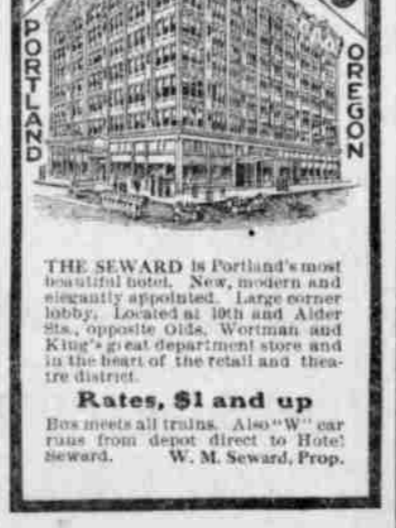 PORTLAND
OREGON
THE SEWARD is Portland's most
beautiful hotel. New, modern and
elegantly appointed. Large corner
lobby. Located at 10th and Alder
Sts., opposite Olds, Wortman and
King's great department store and
in the heart of the retail and thea-
tre district.
Rates, $1 and up
Bus meets all trains. Also "W" car
runs from depot direct to Hotel
Seward. W. M. Seward, Prop.